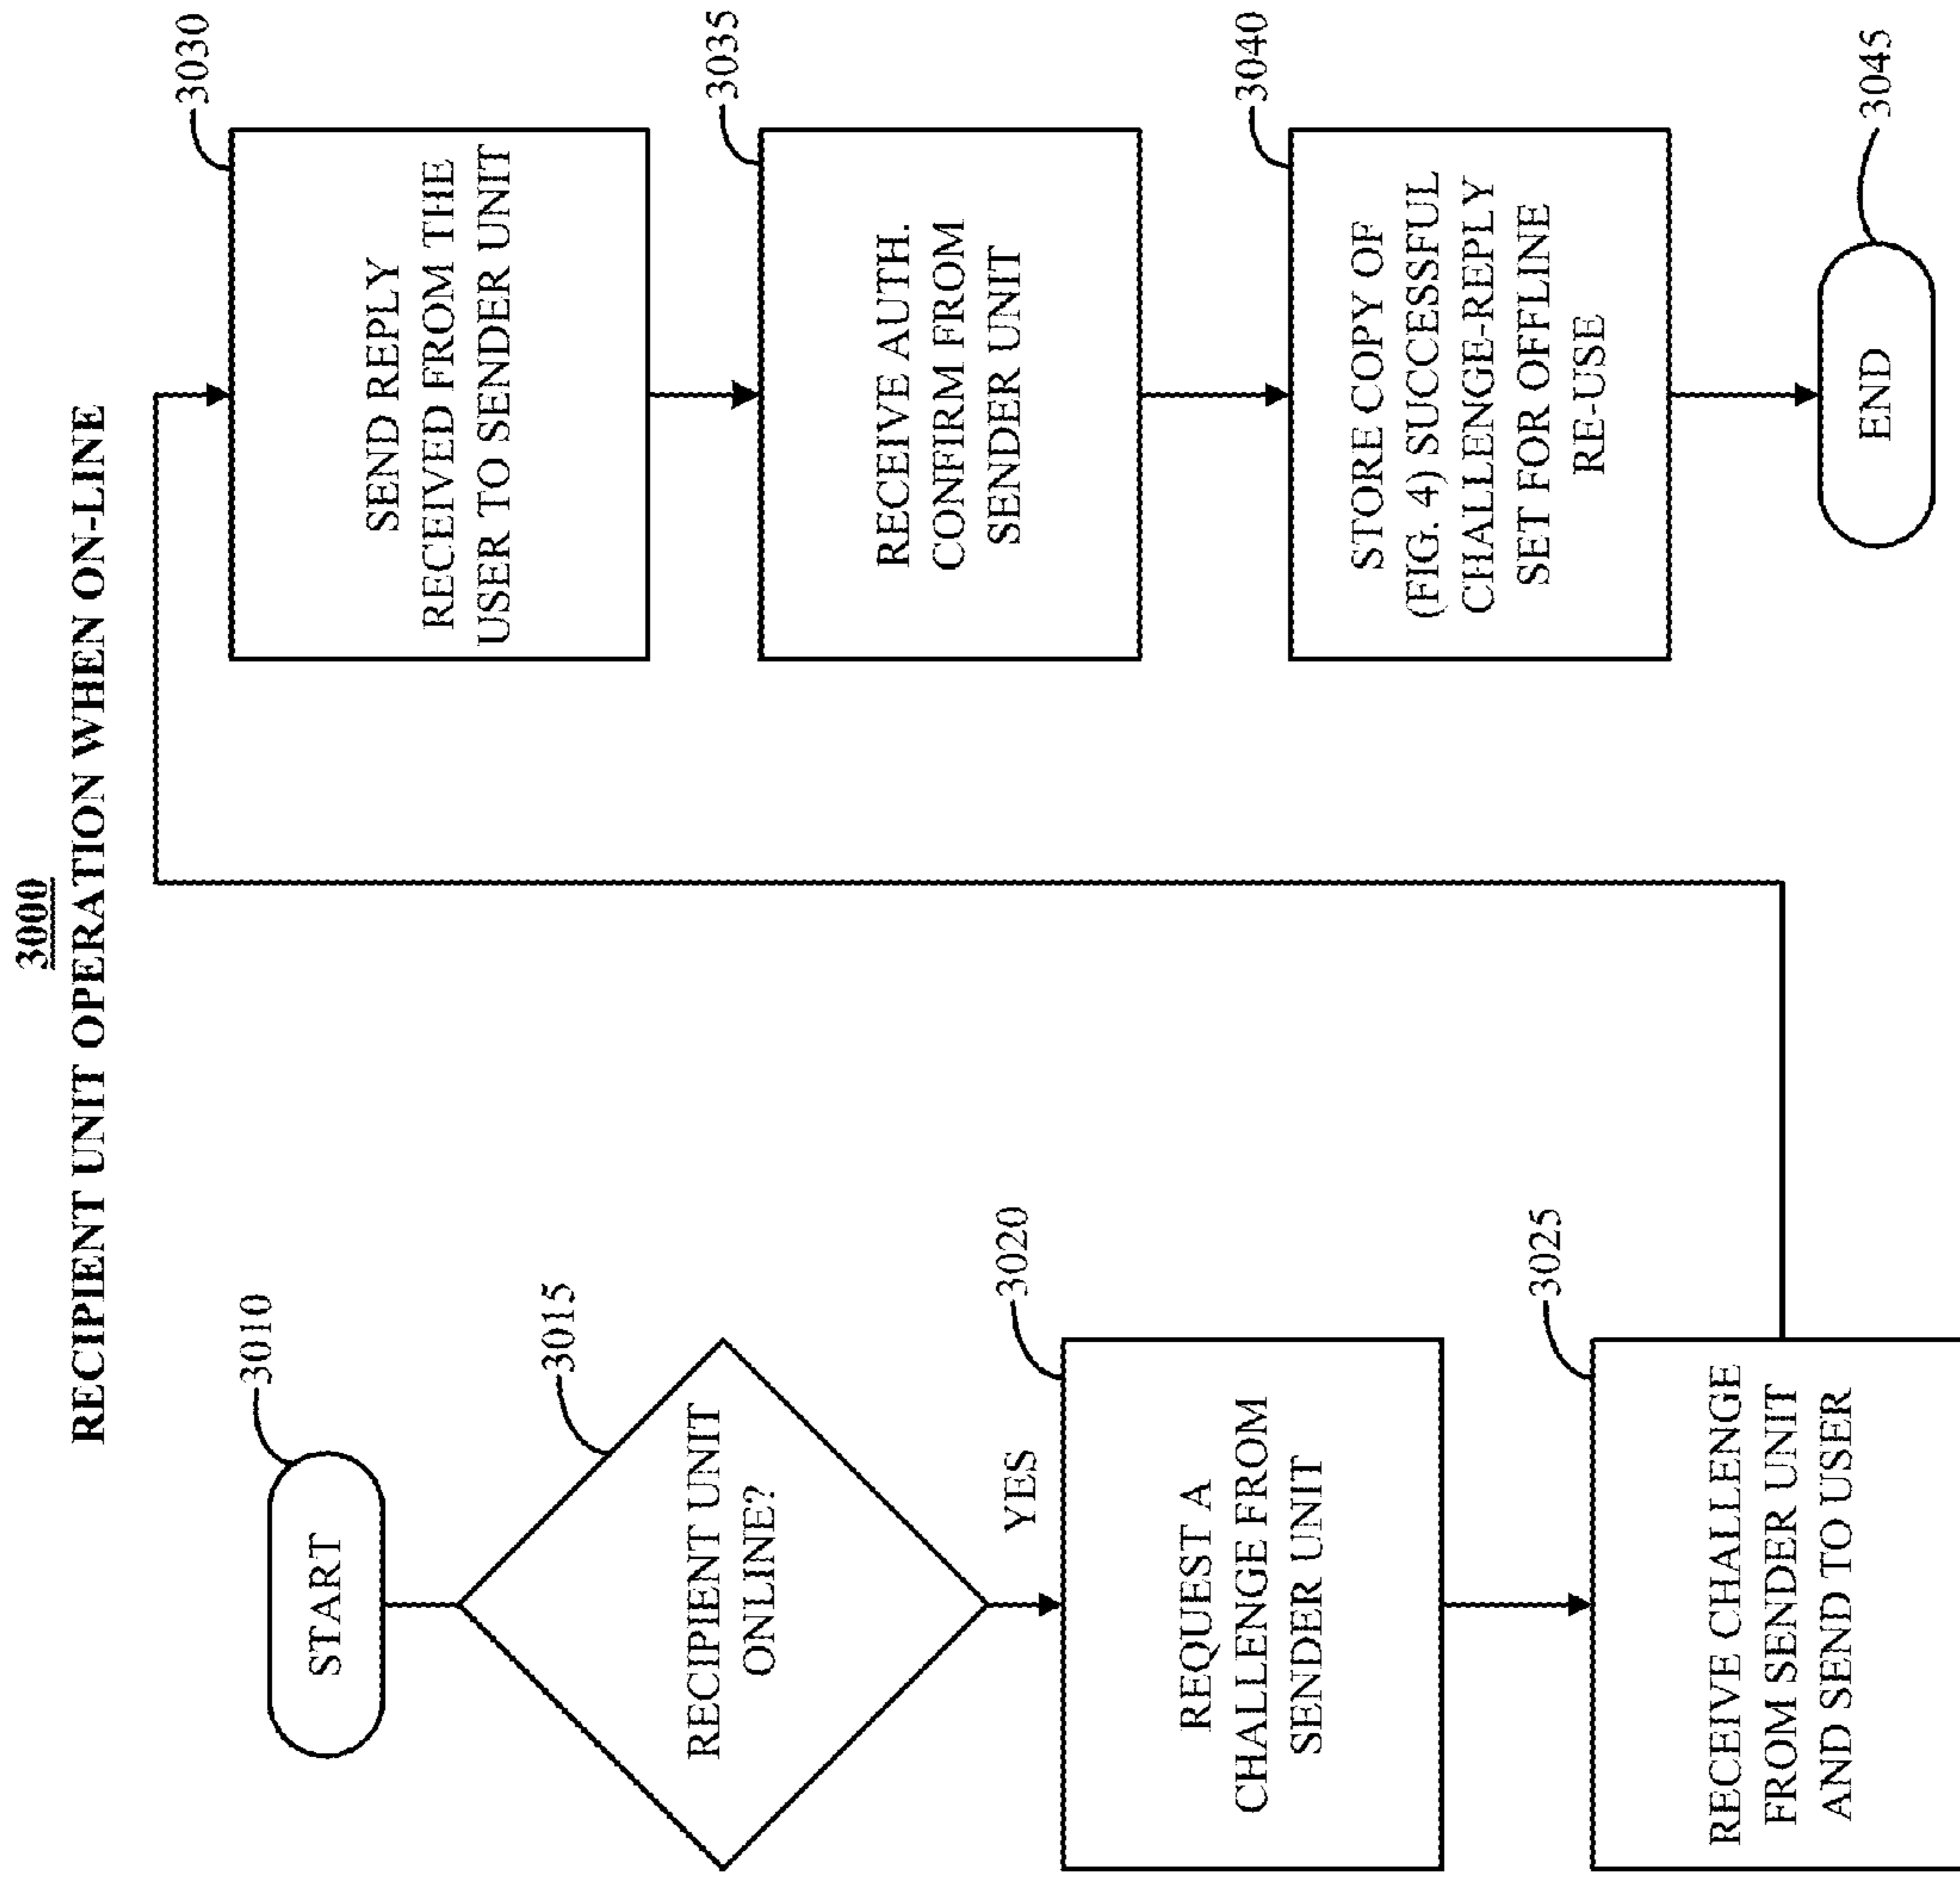 3000
RECIPIENT UNIT OPERATION WHEN ON-LINE
3010
START
3015
RECIPIENT UNIT
ONLINE?
YES
3020
REQUEST A
CHALLENGE FROM
SENDER UNIT
3025
RECEIVE CHALLENGE
FROM SENDER UNIT
AND SEND TO USER
3030
SEND REPLY
RECEIVED FROM THE
USER TO SENDER UNIT
3035
RECEIVE AUTH.
CONFIRM FROM
SENDER UNIT
3040
STORE COPY OF
(FIG. 4) SUCCESSFUL
CHALLENGE-REPLY
SET FOR OFFLINE
RE-USE
3045
END